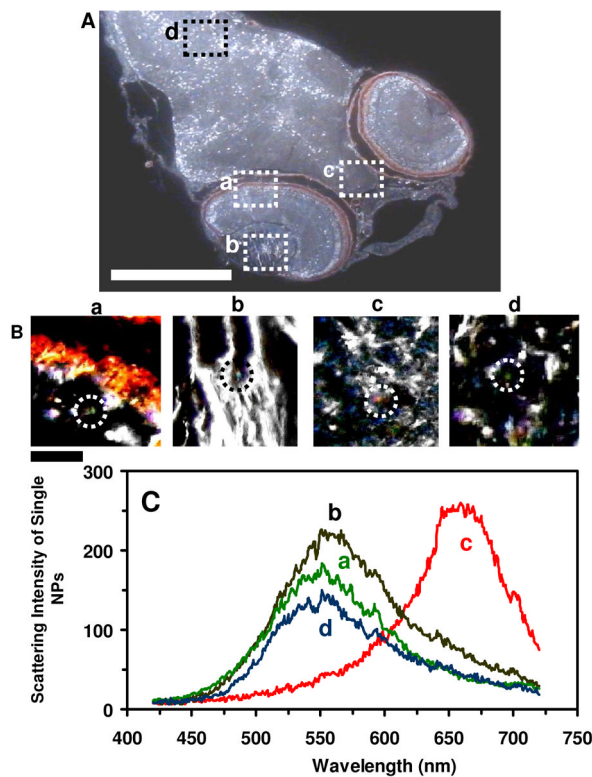 A
d
c
a
b
B
a
b
c
d
C
Scattering Intensity of Single
NPs
300
200
100
0
b
a
d
c
400
450
500
550
600
650
700
750
Wavelength (nm)